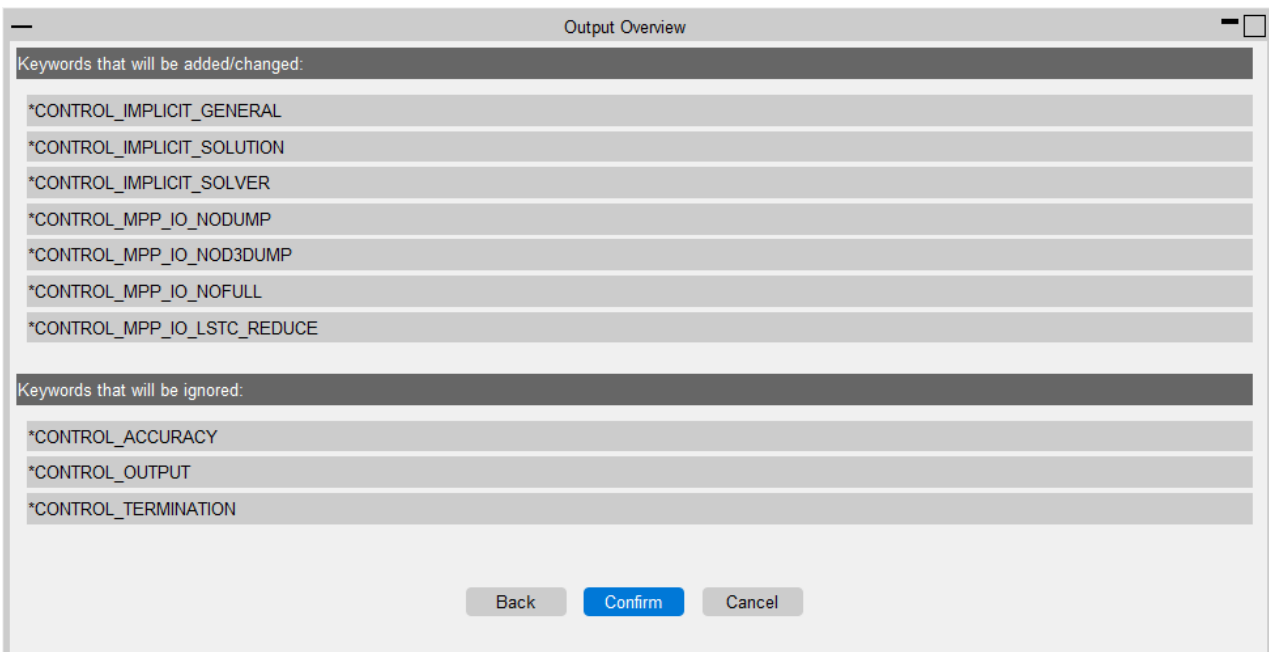 Output Overview
Keywords that will be added/changed:
*CONTROL_IMPLICIT_GENERAL
*CONTROL_IMPLICIT_SOLUTION
*CONTROL_IMPLICIT_SOLVER
*CONTROL_MPP_IO_NODUMP
*CONTROL_MPP_IO_NOD3DUMP
*CONTROL_MPP_IO_NOFULL
*CONTROL_MPP_IO_LSTC_REDUCE
Keywords that will be ignored:
*CONTROL_ACCURACY
*CONTROL_OUTPUT
*CONTROL_TERMINATION
Back Confirm Cancel